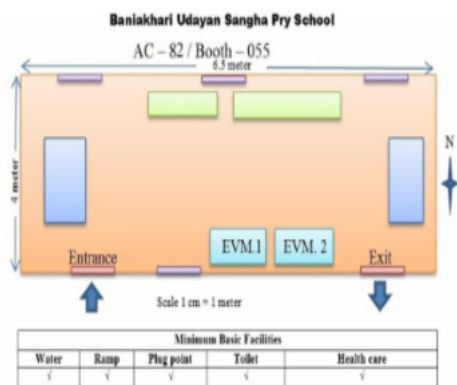 Baniakhari Udayan Sangha Pry School
AC – 82 / Booth – 055
6.5 meter
4 meter
N
EVM.1 EVM. 2
Entrance Exit
Scale 1 cm = 1 meter
Minimum Basic Facilities
Water Ramp Plug point Toilet Health care
√ √ √ √ √